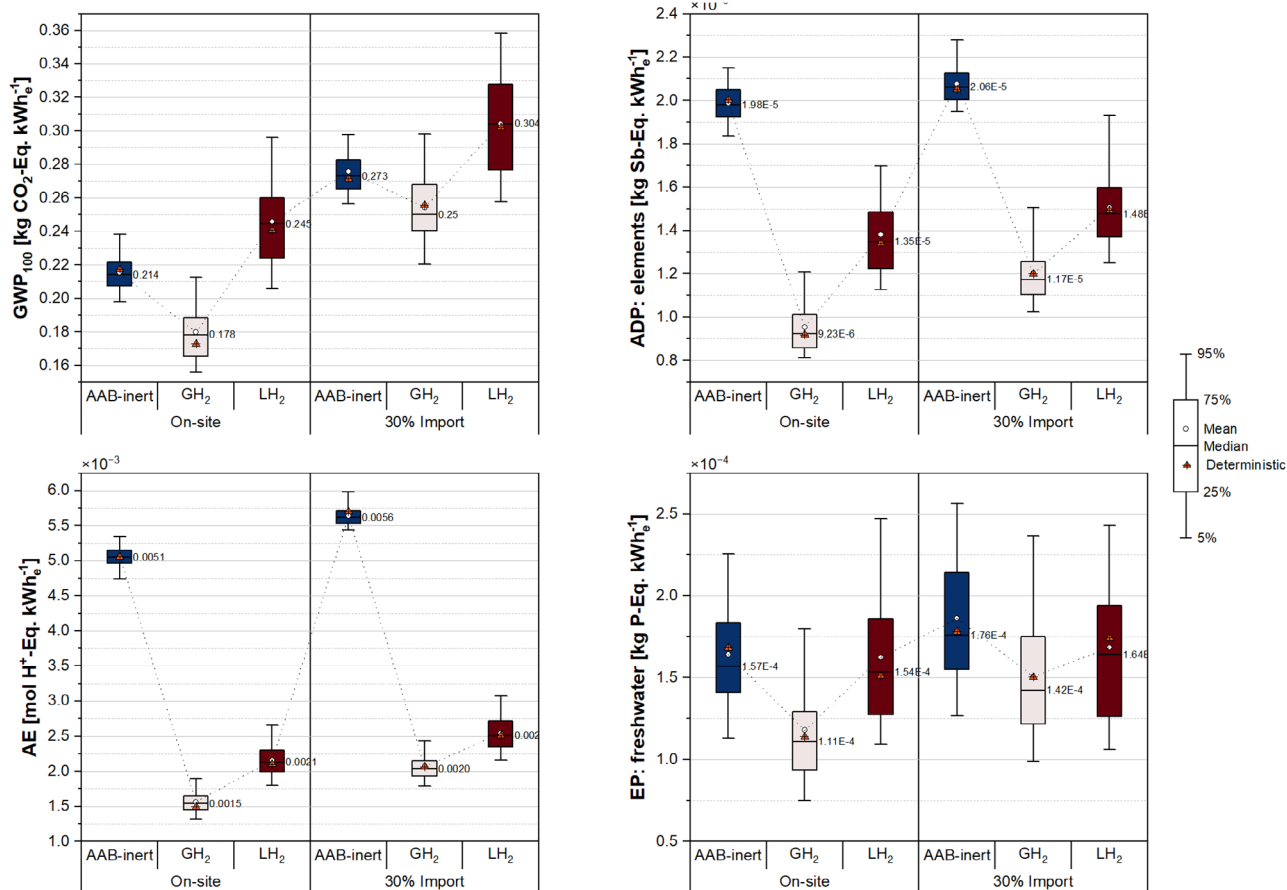 GWP₁₀₀ [kg CO₂-Eq. kWhₑ⁻¹]
0.36
0.34
0.32
0.30
0.28
0.26
0.24
0.22
0.20
0.18
0.16
0.214
0.178
0.245
0.273
0.25
0.304
AAB-inert GH₂ LH₂ AAB-inert GH₂ LH₂
On-site 30% Import
ADP: elements [kg Sb-Eq. kWhₑ⁻¹]
2.4
2.2
2.0
1.8
1.6
1.4
1.2
1.0
0.8
1.98E-5
9.23E-6
1.35E-5
2.06E-5
1.17E-5
1.48E
AAB-inert GH₂ LH₂ AAB-inert GH₂ LH₂
On-site 30% Import
95%
75%
Mean
Median
Deterministic
25%
5%
×10⁻³
AE [mol H⁺-Eq. kWhₑ⁻¹]
6.0
5.5
5.0
4.5
4.0
3.5
3.0
2.5
2.0
1.5
1.0
0.0051
0.0015
0.0021
0.0056
0.0020
0.002
AAB-inert GH₂ LH₂ AAB-inert GH₂ LH₂
On-site 30% Import
×10⁻⁴
EP: freshwater [kg P-Eq. kWhₑ⁻¹]
2.5
2.0
1.5
1.0
0.5
1.57E-4
1.11E-4
1.54E-4
1.76E-4
1.42E-4
1.64E
AAB-inert GH₂ LH₂ AAB-inert GH₂ LH₂
On-site 30% Import